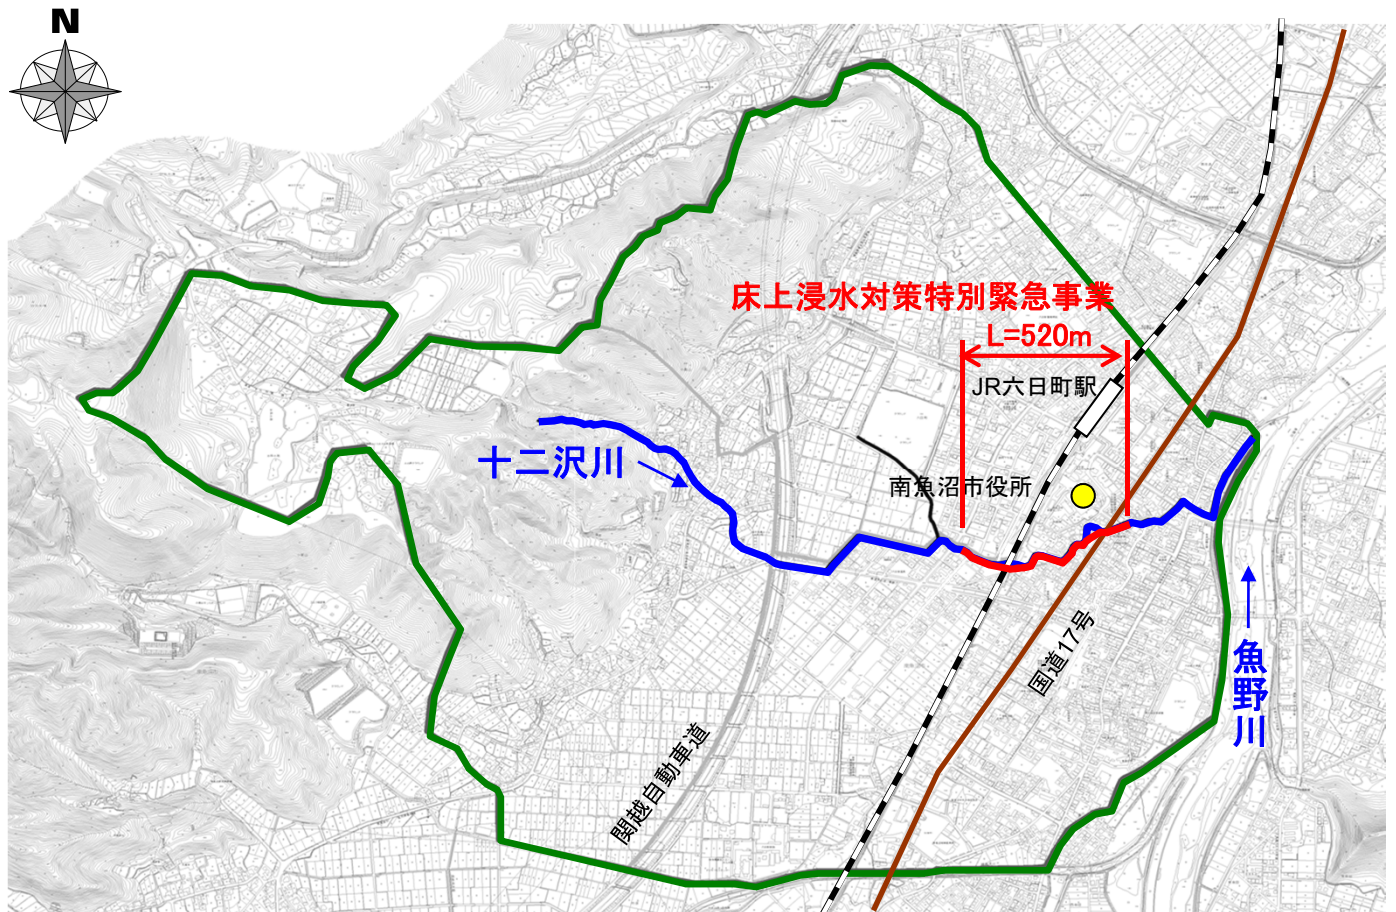 N
床上浸水対策特別緊急事業
L=520m
JR六日町駅
十二沢川
南魚沼市役所
国道17号
魚野川
関越自動車道